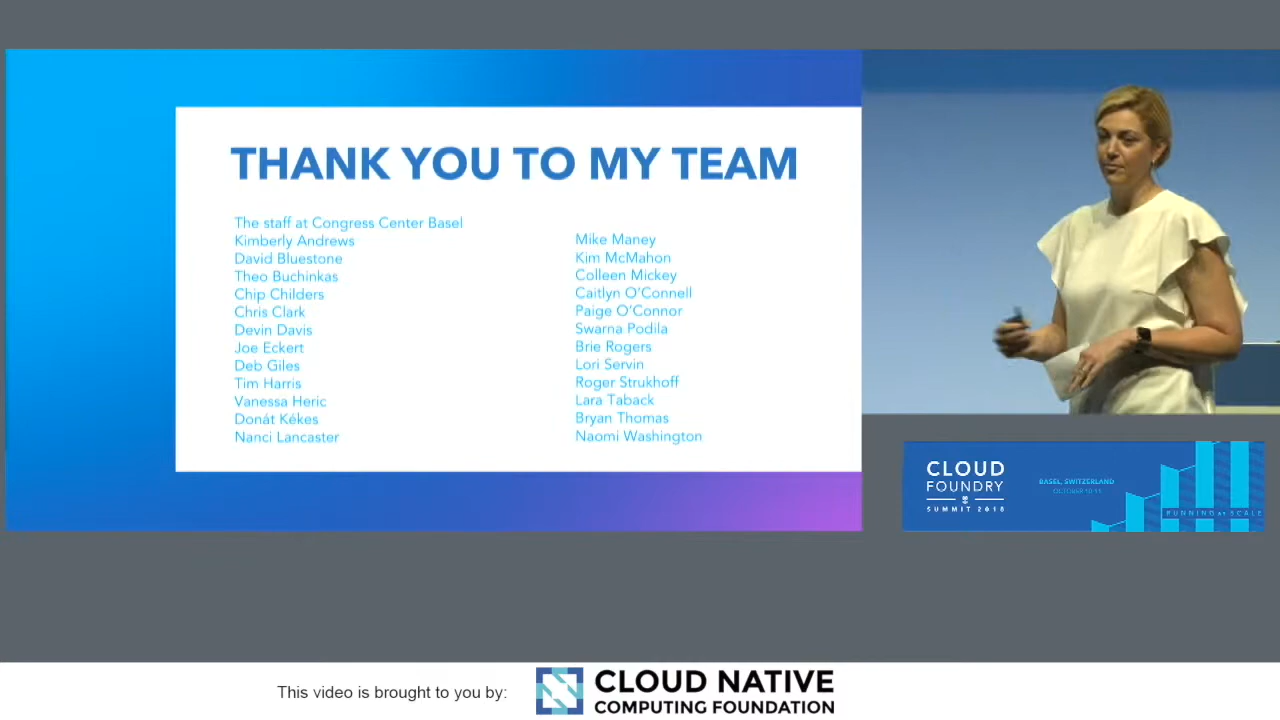 THANK YOU TO MY TEAM
The staff at Congress Center Basel
Kimberly Andrews
David Bluestone
Theo Buchinkas
Chip Childers
Chris Clark
Devin Davis
Joe Eckert
Deb Giles
Tim Harris
Vanessa Heric
Donát Kékes
Nanci Lancaster
Mike Maney
Kim McMahon
Colleen Mickey
Caitlyn O'Connell
Paige O'Connor
Swarna Podila
Brie Rogers
Lori Servin
Roger Strukhoff
Lara Taback
Bryan Thomas
Naomi Washington
CLOUD
FOUNDRY
SUMMIT 2018
BASEL, SWITZERLAND
OCTOBER 10-11
RUNNING AT SCALE
This video is brought to you by:
CLOUD NATIVE
COMPUTING FOUNDATION